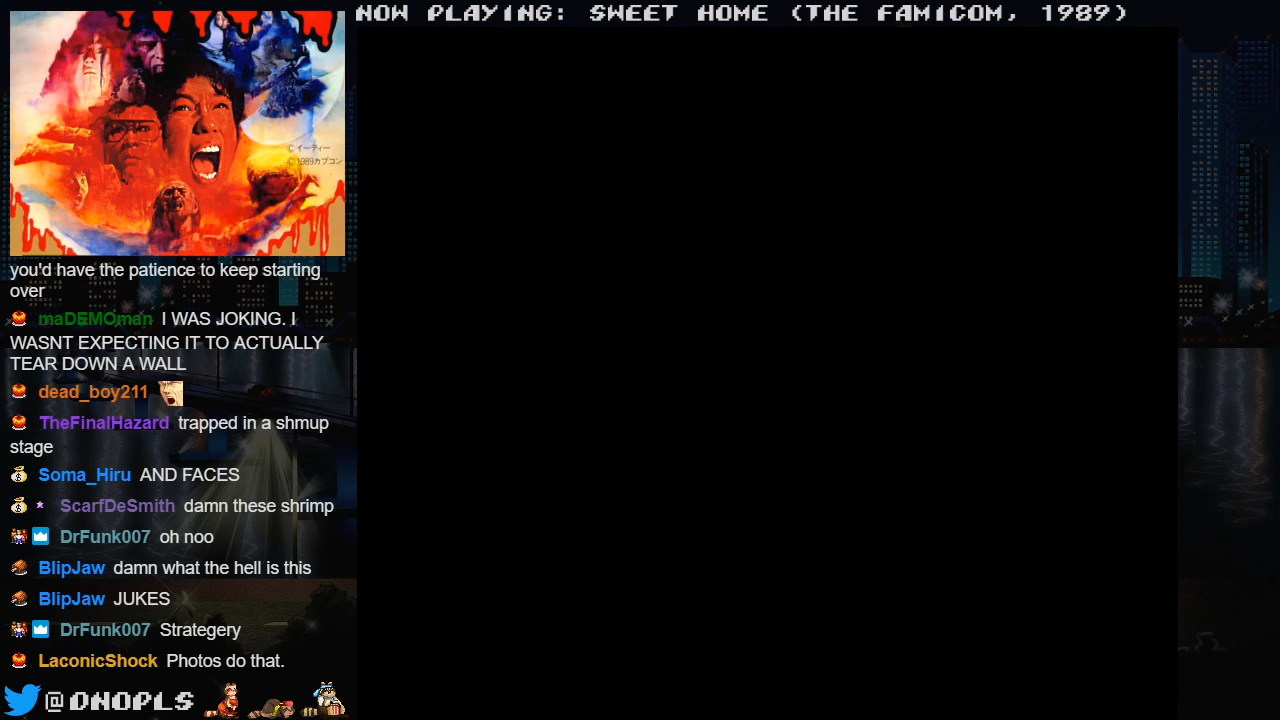 NOW PLAYING: SWEET HOME (THE FAMICOM, 1989)
© イーティー
© 1989カプコン
you'd have the patience to keep starting
over
maDEMOman I WAS JOKING. I
WASNT EXPECTING IT TO ACTUALLY
TEAR DOWN A WALL
dead_boy211
TheFinalHazard trapped in a shmup
stage
Soma_Hiru AND FACES
ScarfDeSmith damn these shrimp
DrFunk007 oh noo
BlipJaw damn what the hell is this
BlipJaw JUKES
DrFunk007 Strategery
LaconicShock Photos do that.
@DNOPLS